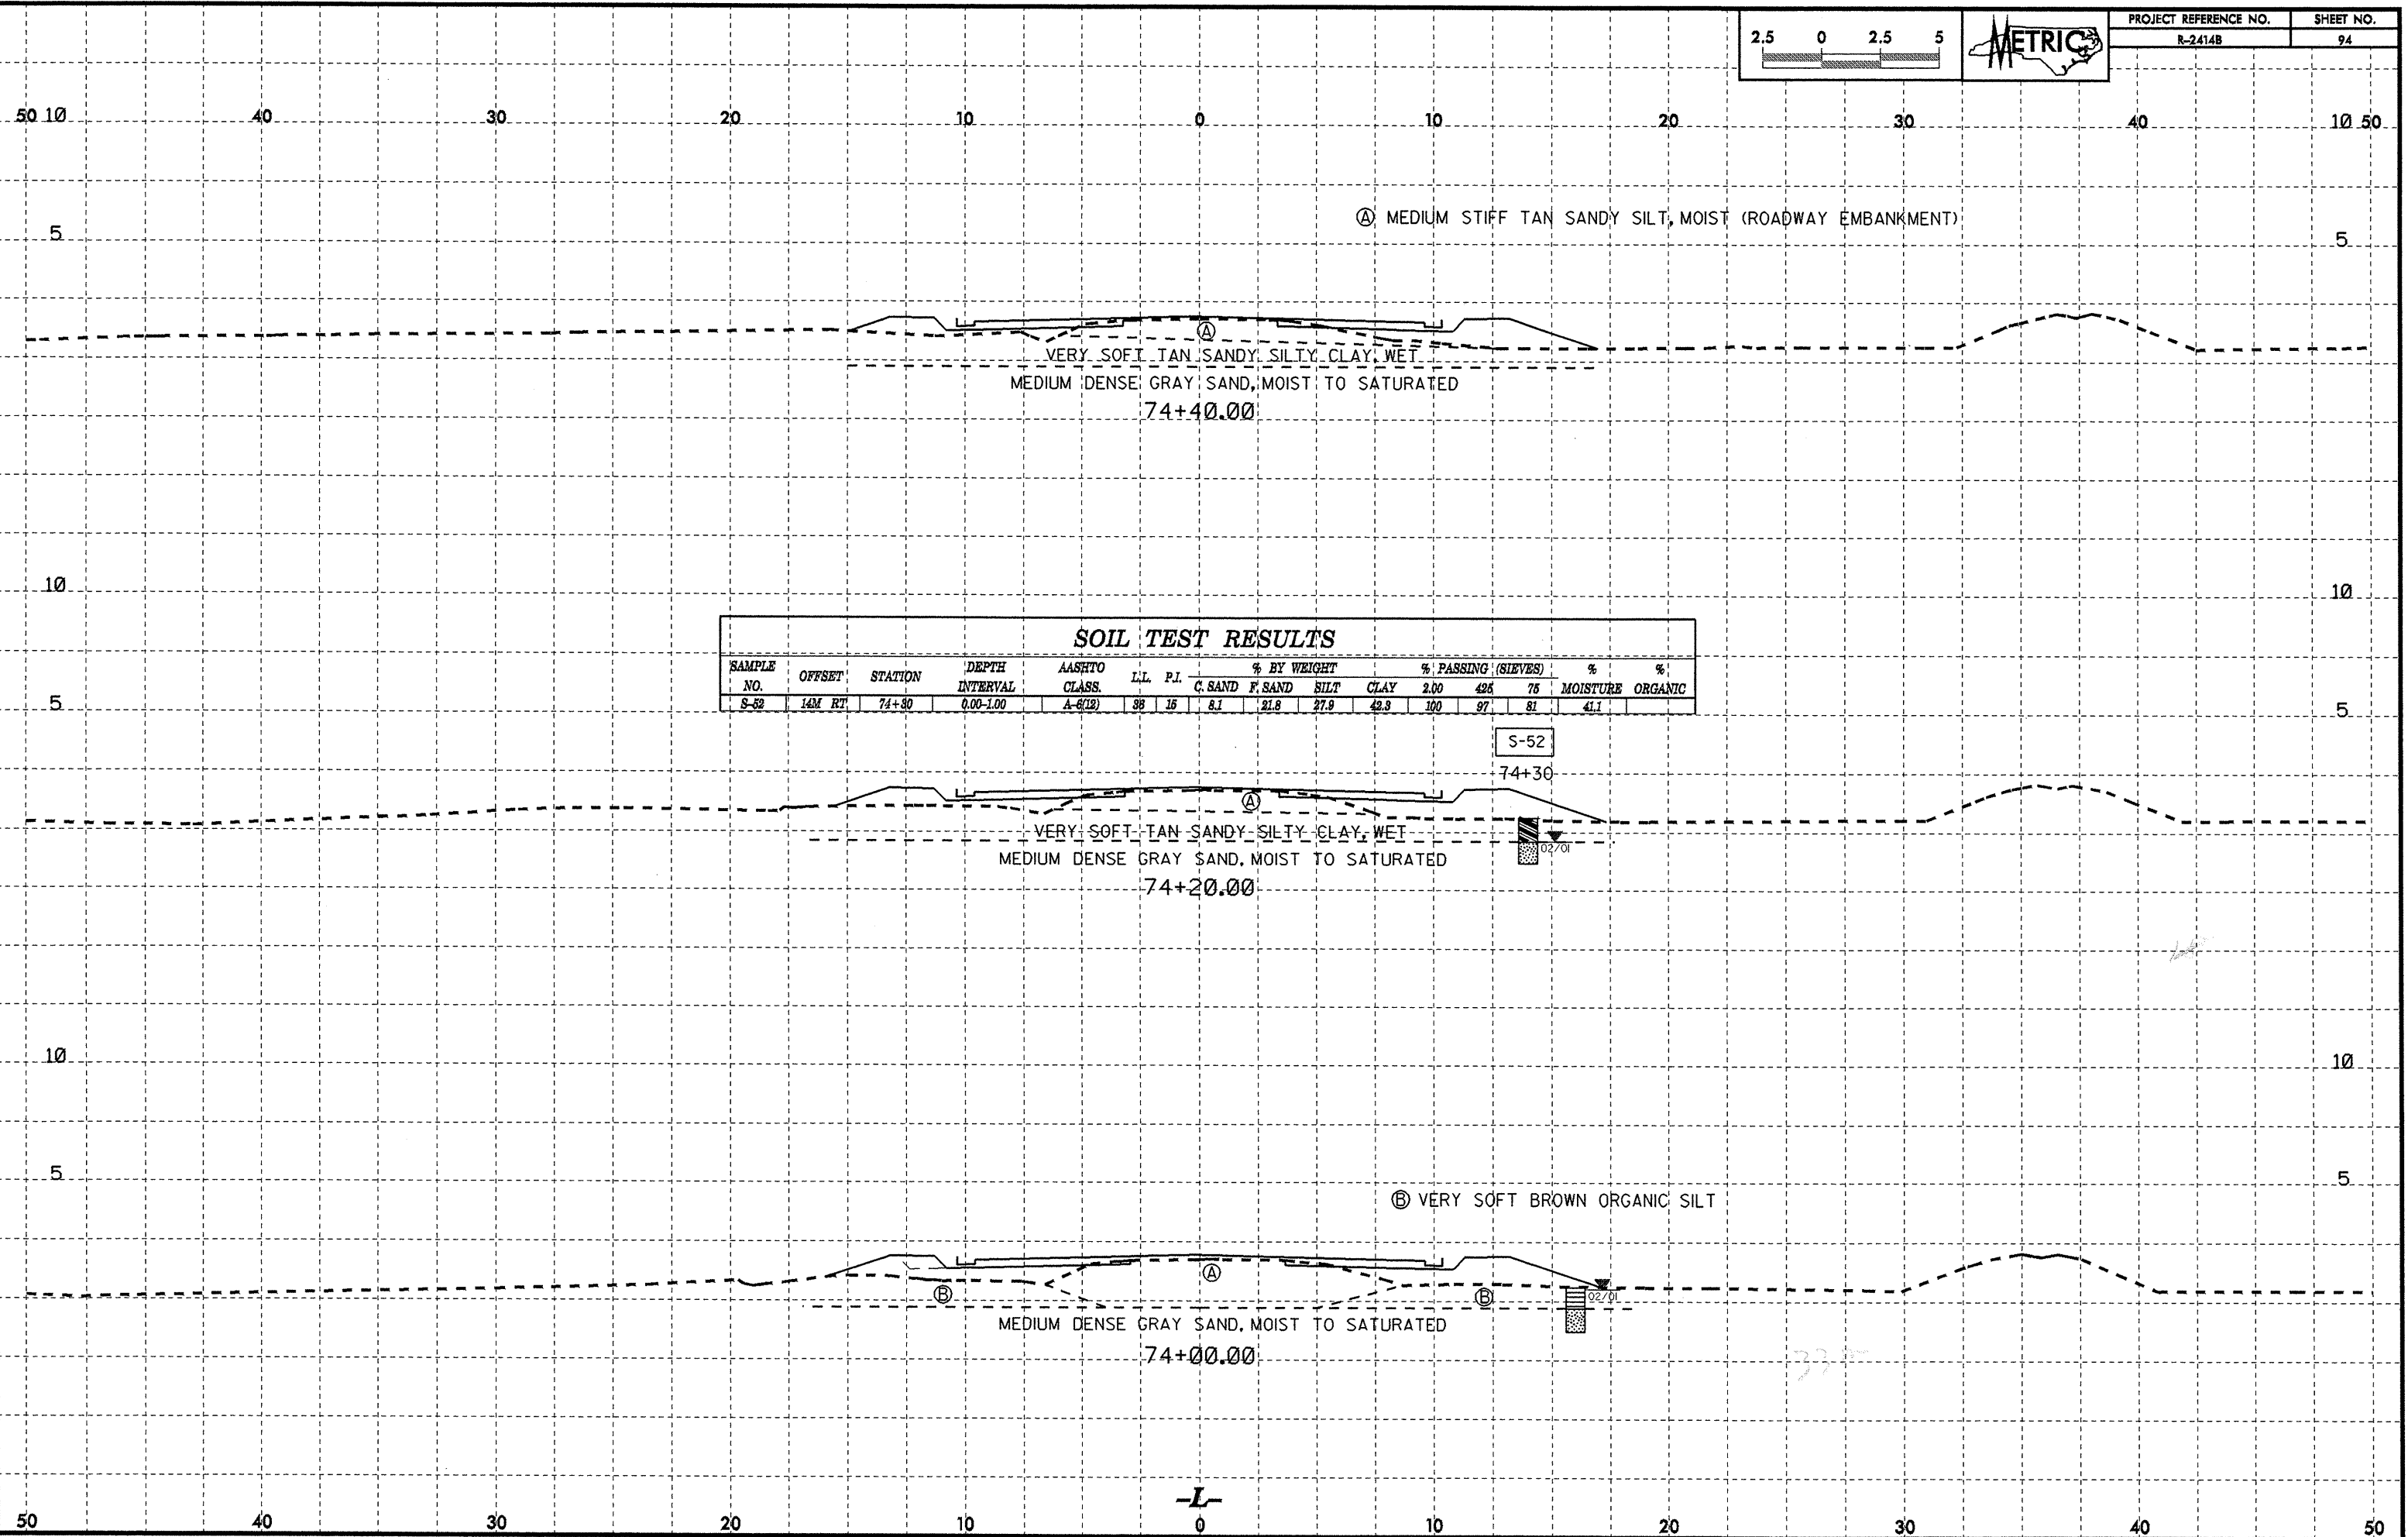 PROJECT REFERENCE NO. SHEET NO.
R-2414B 94
2.5 0 2.5 5
METRIC
50 10 40 30 20 10 0 10 20 30 40 10 50
Ⓐ MEDIUM STIFF TAN SANDY SILT, MOIST (ROADWAY EMBANKMENT)
5 5
Ⓐ
VERY SOFT TAN SANDY SILTY CLAY, WET
MEDIUM DENSE GRAY SAND, MOIST TO SATURATED
74+40.00
10 10
SOIL TEST RESULTS
SAMPLE NO. OFFSET STATION DEPTH INTERVAL AASHTO CLASS. L.L. P.I. % BY WEIGHT % PASSING (SIEVES) % MOISTURE % ORGANIC
C. SAND F. SAND SILT CLAY 2.00 425 75
S-52 14M RT 74+30 0.00-1.00 A-6(12) 38 15 8.1 21.8 27.9 42.3 100 97 81 41.1
5 5
S-52
74+30
Ⓐ
VERY SOFT TAN SANDY SILTY CLAY, WET
02/01
MEDIUM DENSE GRAY SAND, MOIST TO SATURATED
74+20.00
10 10
5 5
Ⓑ VERY SOFT BROWN ORGANIC SILT
Ⓐ
Ⓑ Ⓑ 02/01
MEDIUM DENSE GRAY SAND, MOIST TO SATURATED
74+00.00
-L-
50 40 30 20 10 0 10 20 30 40 50